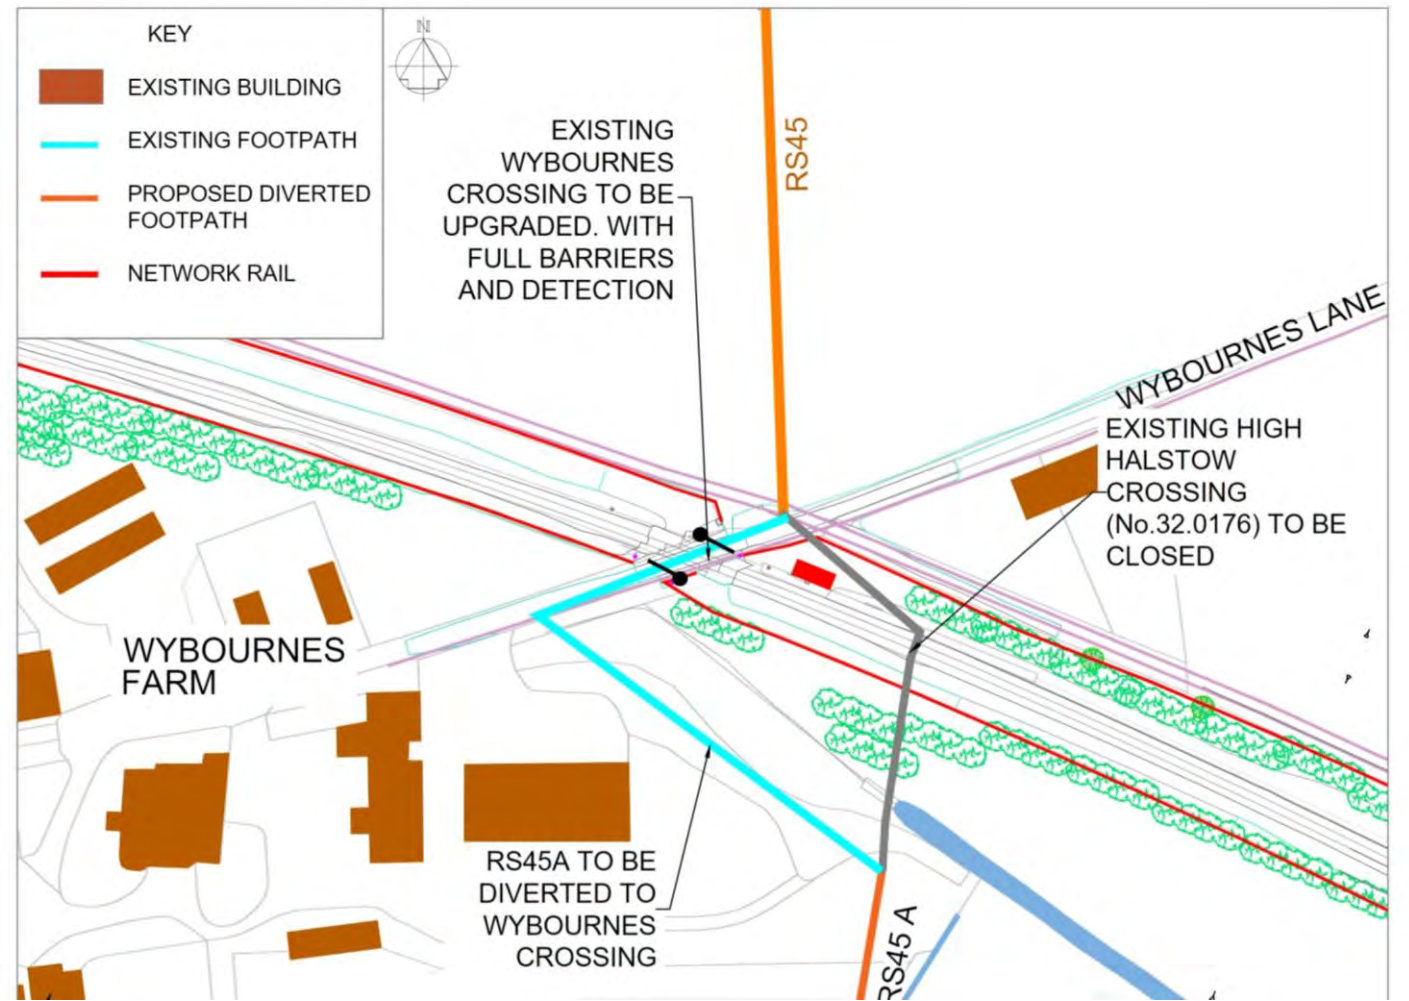 KEY
EXISTING BUILDING
EXISTING FOOTPATH
PROPOSED DIVERTED
FOOTPATH
NETWORK RAIL
N
EXISTING
WYBOURNES
CROSSING TO BE
UPGRADED. WITH
FULL BARRIERS
AND DETECTION
RS45
WYBOURNES LANE
EXISTING HIGH
HALSTOW
CROSSING
(No.32.0176) TO BE
CLOSED
WYBOURNES
FARM
RS45A TO BE
DIVERTED TO
WYBOURNES
CROSSING
RS45 A